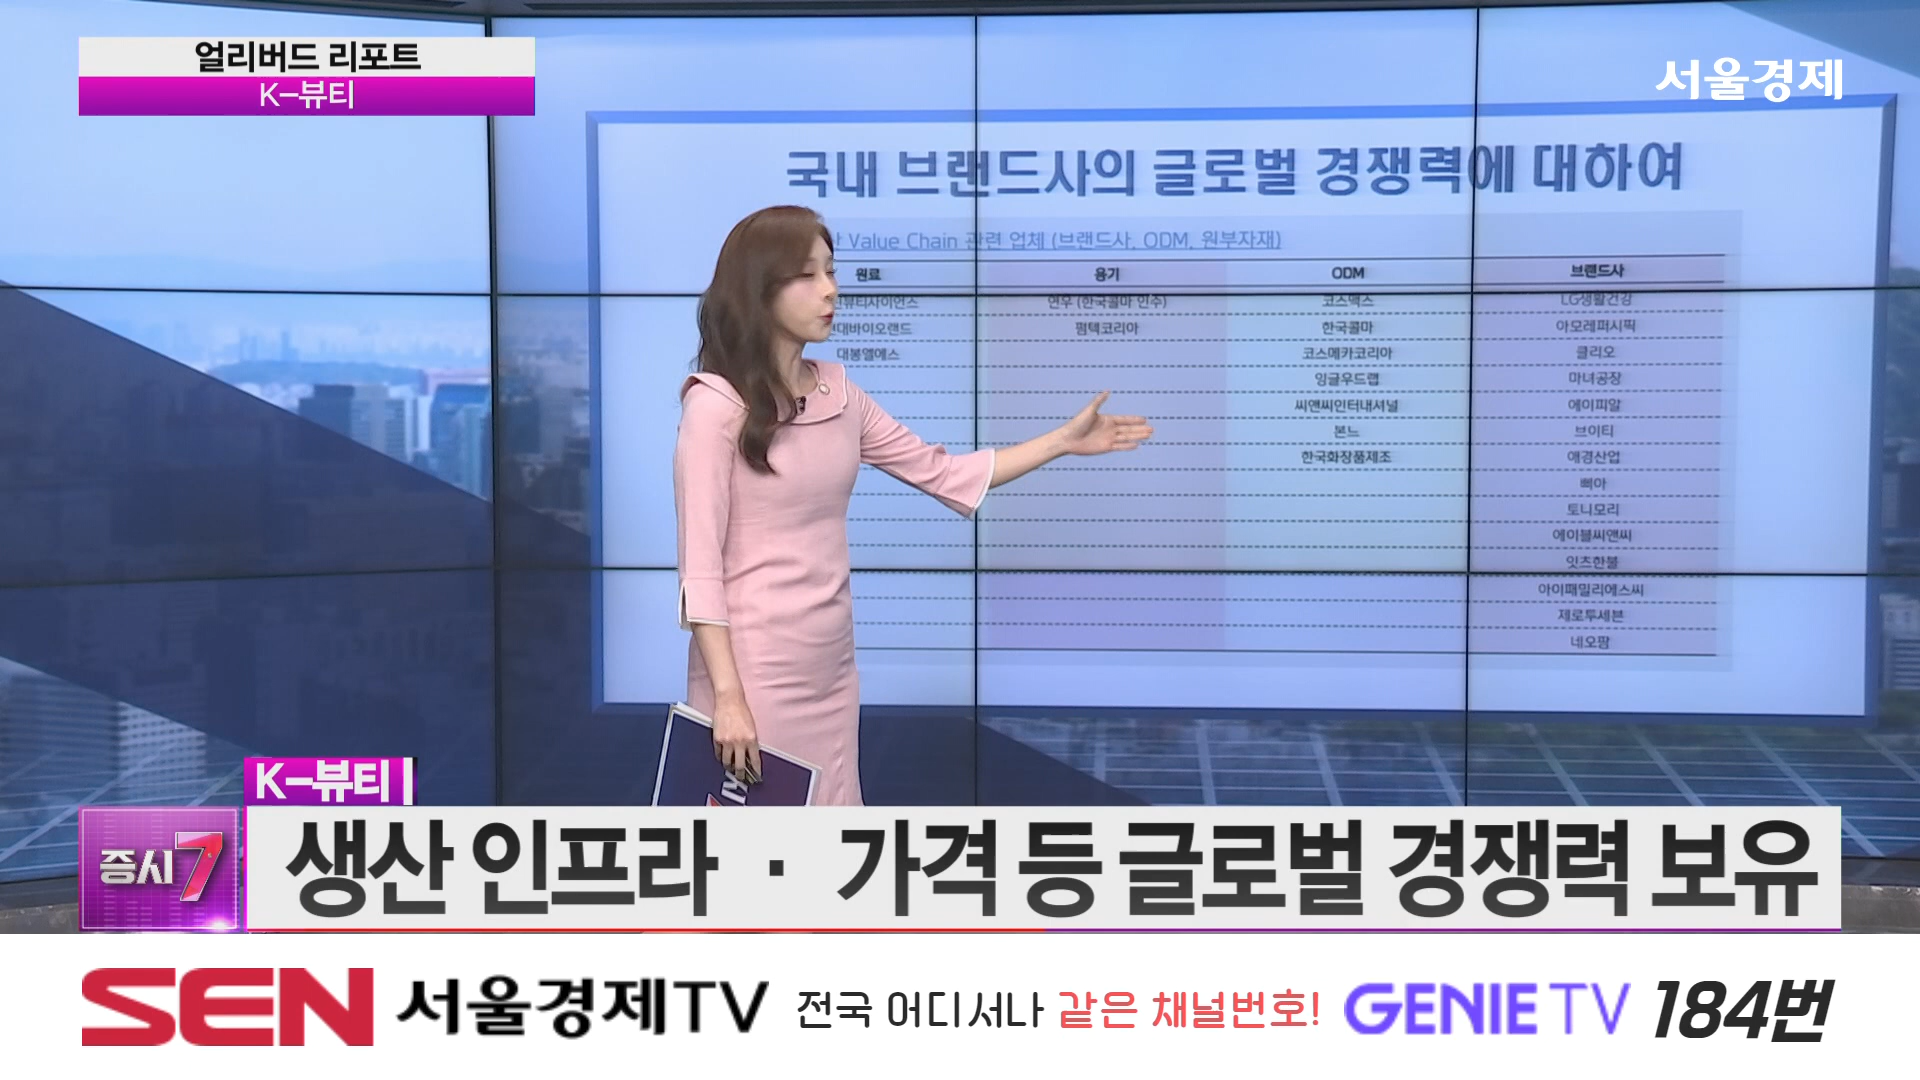 얼리버드 리포트
K-뷰티
서울경제
국내 브랜드사의 글로벌 경쟁력에 대하여
Value Chain 관련 업체 (브랜드사, ODM, 원부자재)
원료 용기 ODM 브랜드사
연우 (한국콜마 인수) 코스맥스 LG생활건강
펌텍코리아 한국콜마 아모레퍼시픽
대봉엘에스 코스메카코리아 클리오
잉글우드랩 마녀공장
씨앤씨인터내셔널 에이피알
본느 브이티
한국화장품제조 애경산업
삐아
토니모리
에이블씨앤씨
잇츠한불
아이패밀리에스씨
제로투세븐
네오팜
K-뷰티
증시7
생산 인프라 · 가격 등 글로벌 경쟁력 보유
SEN 서울경제TV 전국 어디서나 같은 채널번호! GENIE TV 184번